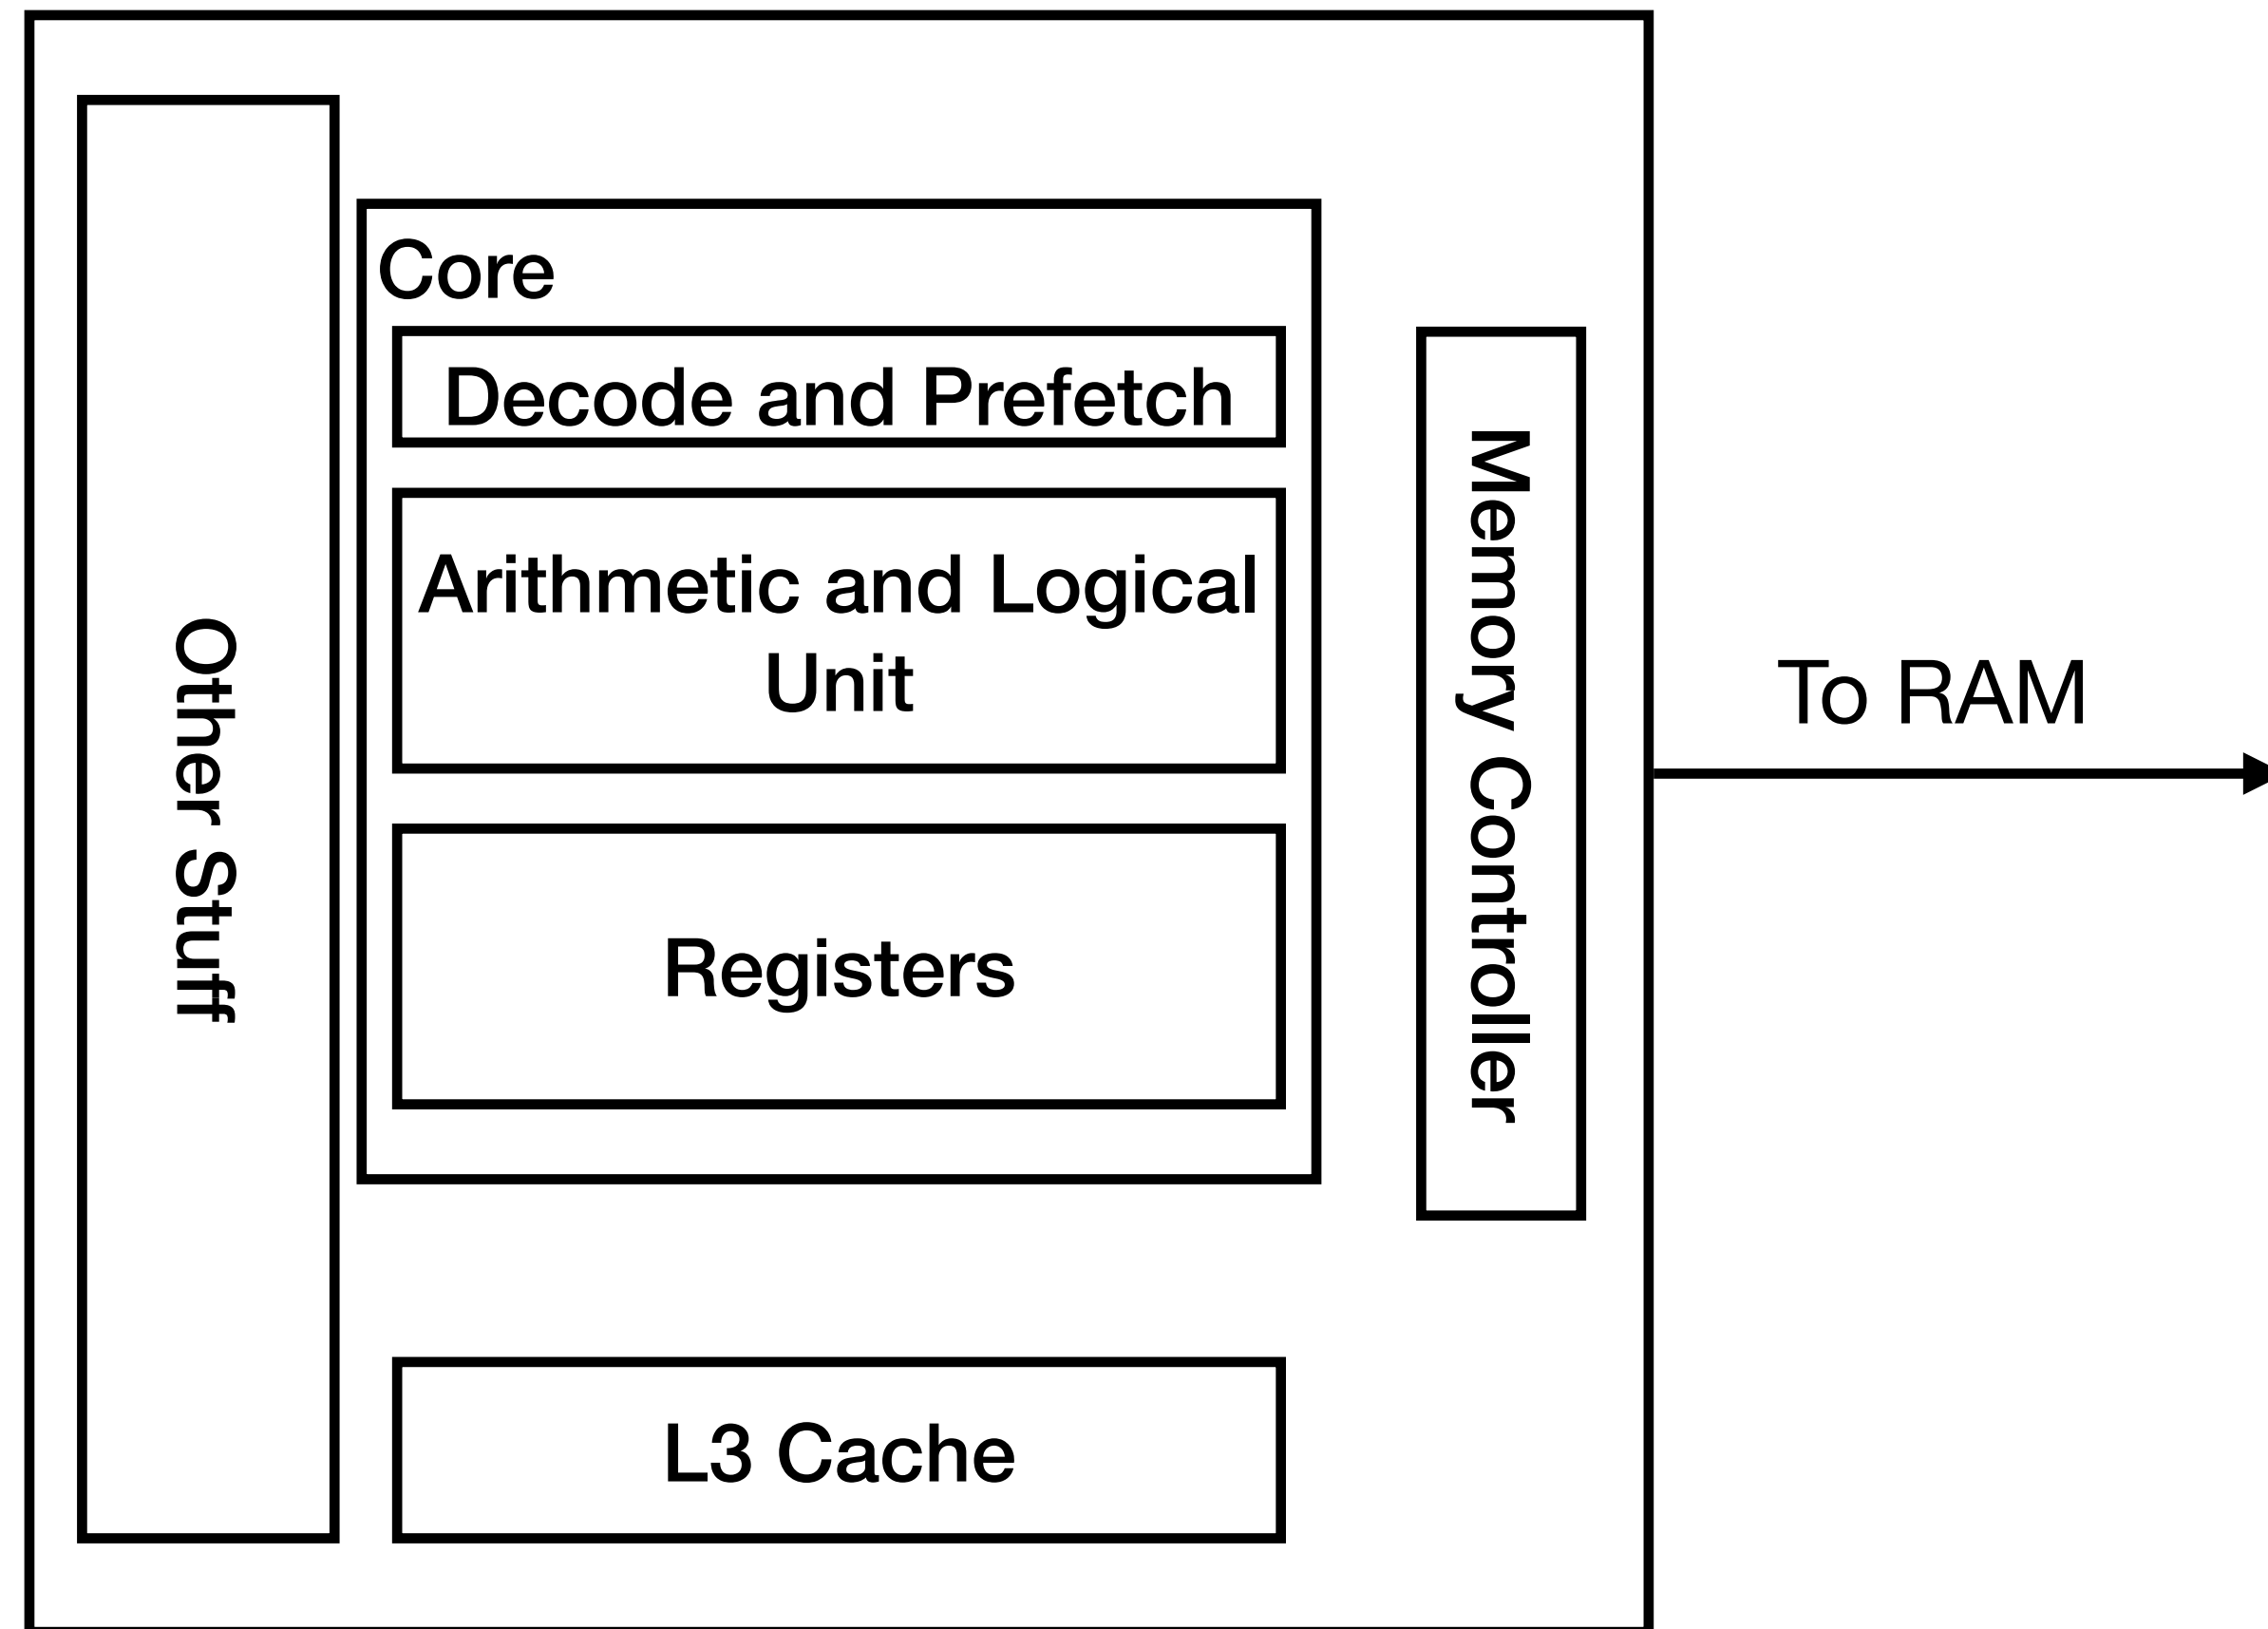 Core
Decode and Prefetch
Arithmetic and Logical
Unit
Registers
L3 Cache
Other Stuff
Memory Controller
To RAM